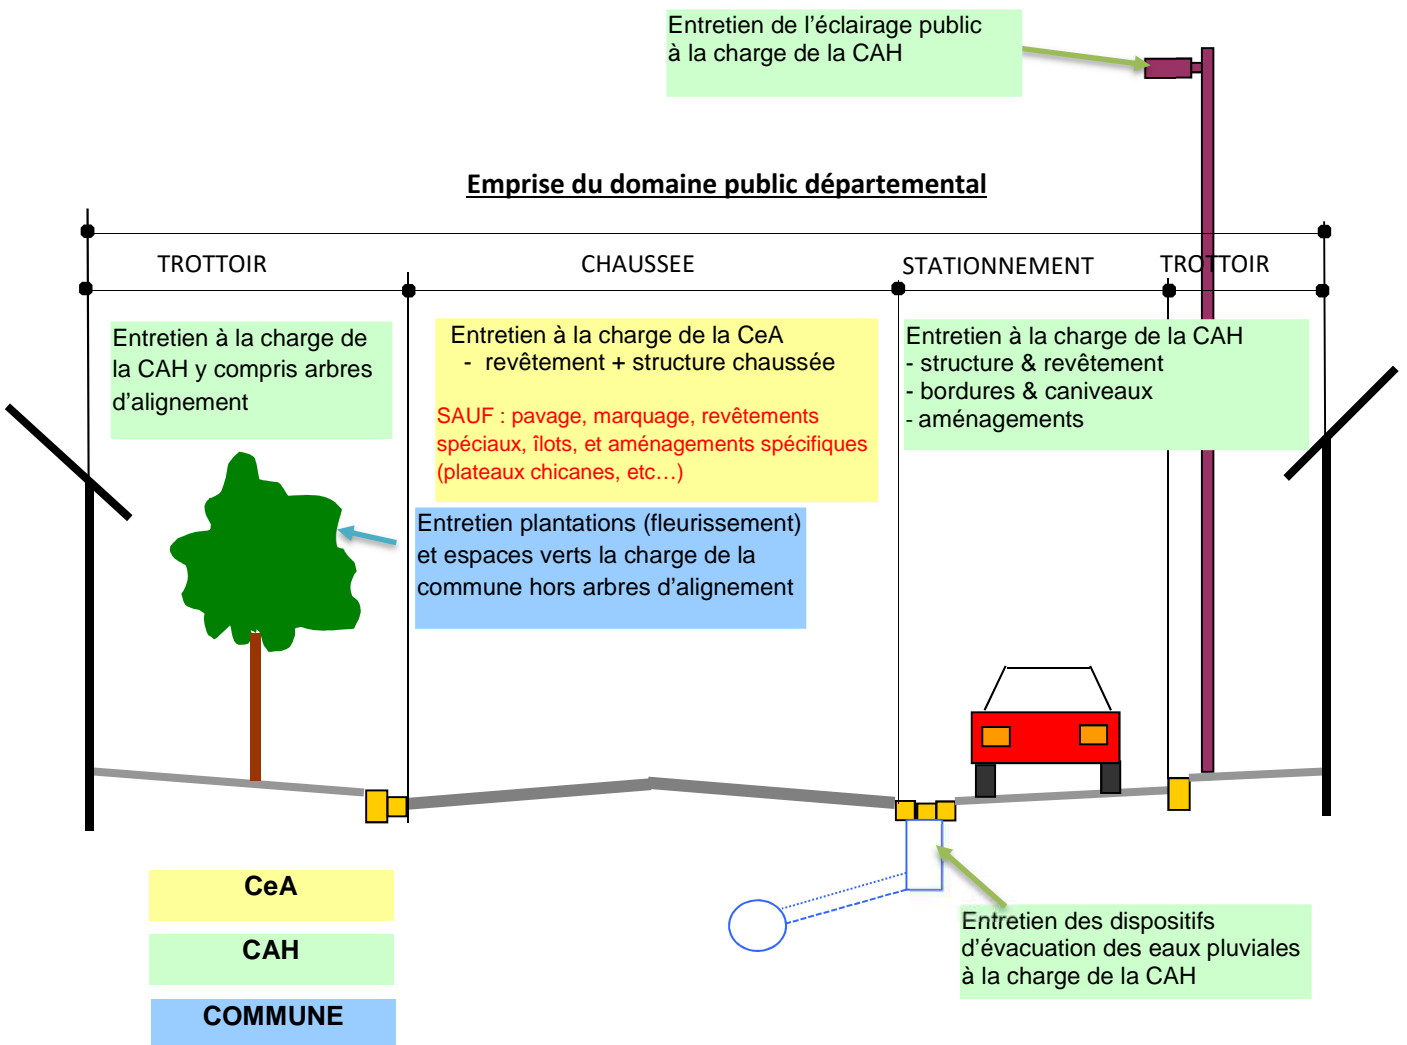 Entretien de l'éclairage public
à la charge de la CAH
Emprise du domaine public départemental
TROTTOIR
CHAUSSEE
STATIONNEMENT
TROTTOIR
Entretien à la charge de
la CAH y compris arbres
d'alignement
Entretien à la charge de la CeA
- revêtement + structure chaussée
SAUF : pavage, marquage, revêtements
spéciaux, îlots, et aménagements spécifiques
(plateaux chicanes, etc…)
Entretien à la charge de la CAH
- structure & revêtement
- bordures & caniveaux
- aménagements
Entretien plantations (fleurissement)
et espaces verts la charge de la
commune hors arbres d'alignement
CeA
CAH
COMMUNE
Entretien des dispositifs
d'évacuation des eaux pluviales
à la charge de la CAH